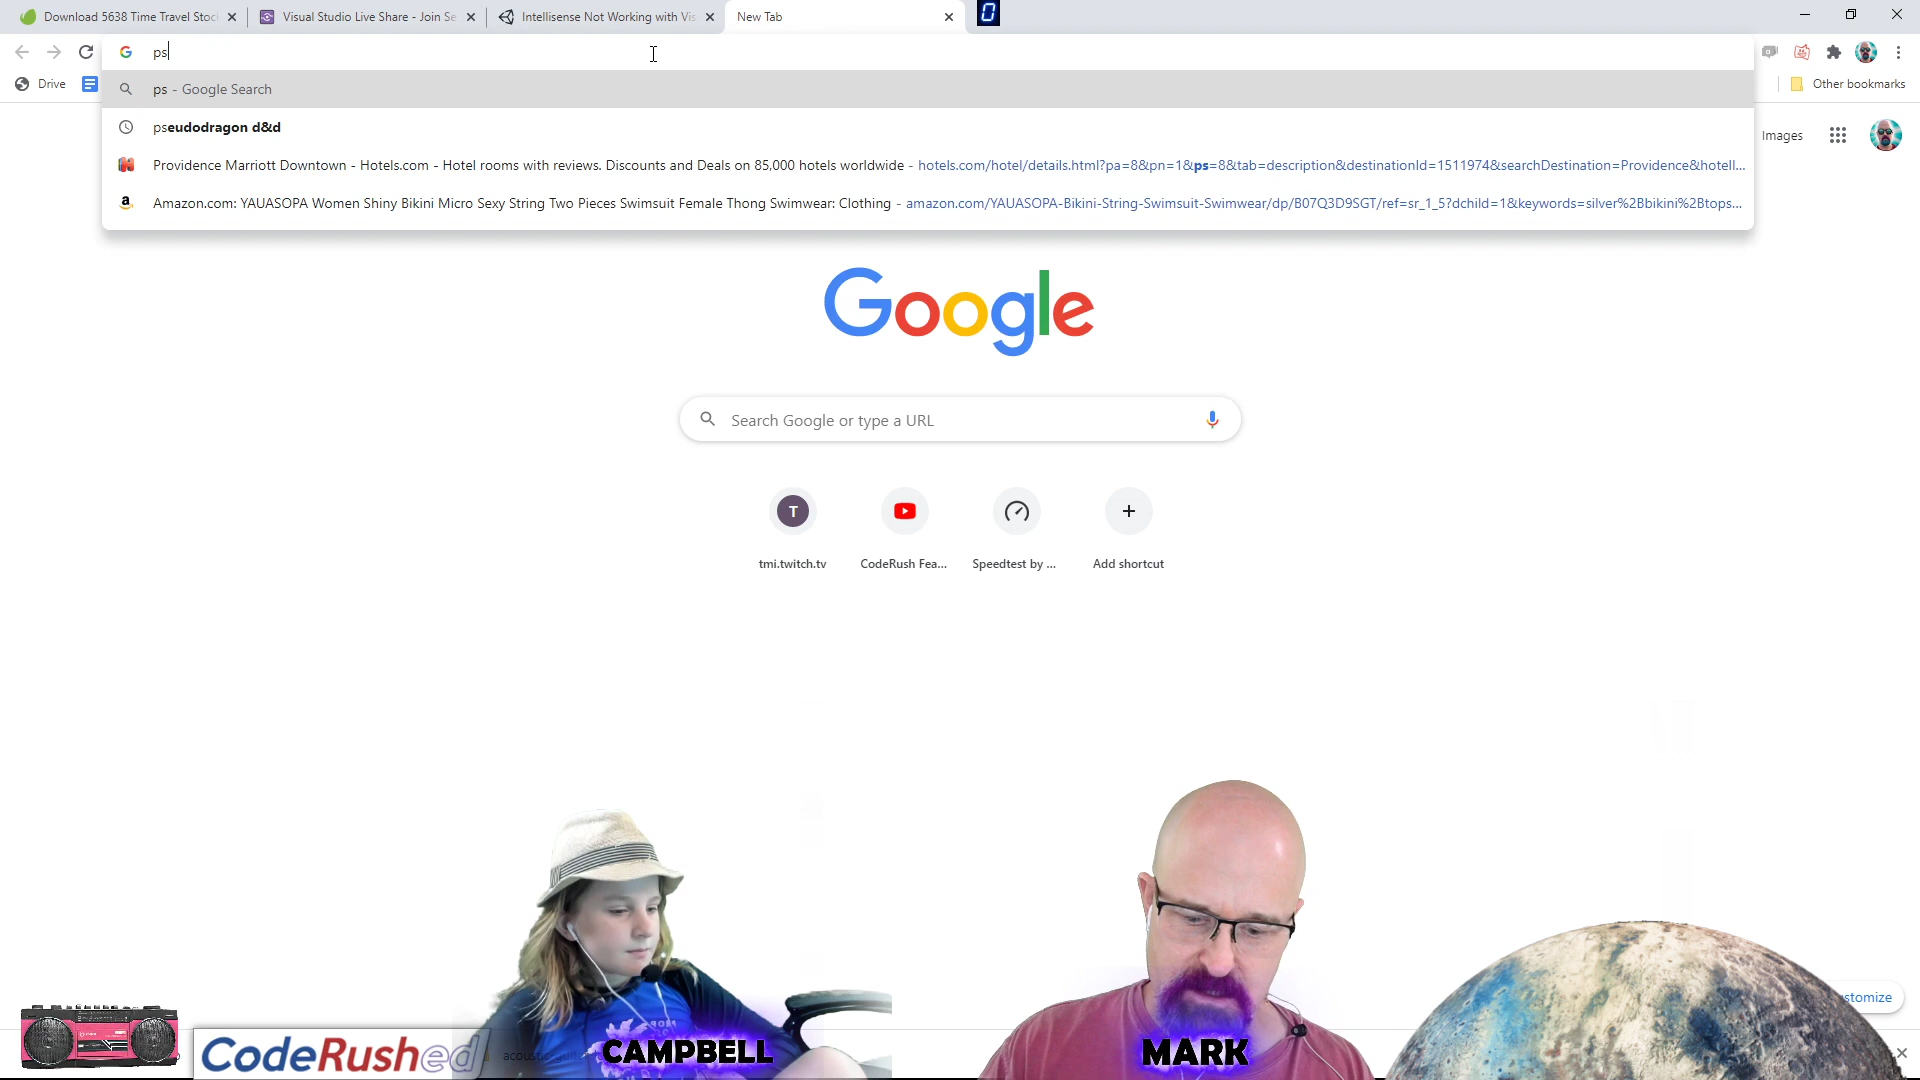 Download 5638 Time Travel Stoc
Visual Studio Live Share - Join Se
Intellisense Not Working with Vis
New Tab
0
ps
Drive
Other bookmarks
ps - Google Search
pseudodragon d&d
Images
Providence Marriott Downtown - Hotels.com - Hotel rooms with reviews. Discounts and Deals on 85,000 hotels worldwide - hotels.com/hotel/details.html?pa=8&pn=1&ps=8&tab=description&destinationId=1511974&searchDestination=Providence&hotelI...
Amazon.com: YAUASOPA Women Shiny Bikini Micro Sexy String Two Pieces Swimsuit Female Thong Swimwear: Clothing - amazon.com/YAUASOPA-Bikini-String-Swimsuit-Swimwear/dp/B07Q3D9SGT/ref=sr_1_5?dchild=1&keywords=silver%2Bbikini%2Btops...
Google
Search Google or type a URL
T
tmi.twitch.tv
CodeRush Fea...
Speedtest by ...
Add shortcut
stomize
CodeRushed
CAMPBELL
MARK